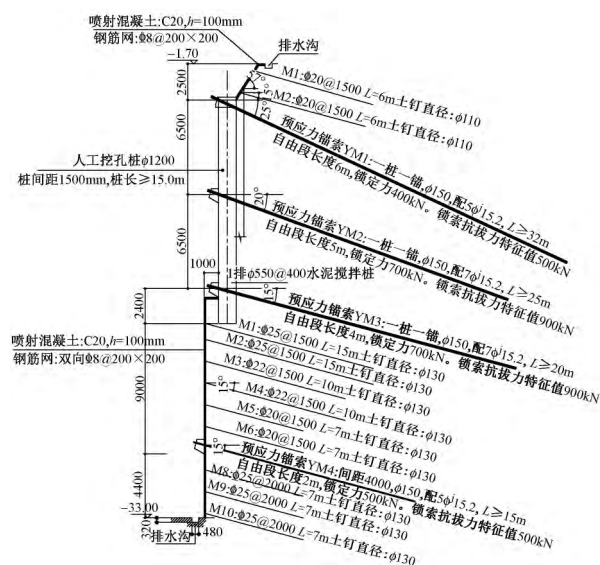 喷射混凝土:C20,h=100mm
钢筋网:Φ8@200×200
排水沟
-1.70
M1:Φ20@1500 L=6m土钉直径:ϕ110
M2:Φ20@1500 L=6m土钉直径:ϕ110
57°
5°
25°
2500
6500
预应力锚索YM1:一桩一锚,ϕ150,配5ϕʲ15.2, L≥32m
自由段长度6m,锁定力400kN。锁索抗拔力特征值500kN
人工挖孔桩ϕ1200
桩间距1500mm,桩长≥15.0m
20°
预应力锚索YM2:一桩一锚,ϕ150,配7ϕʲ15.2, L≥25m
自由段长度5m,锁定力700kN。锁索抗拔力特征值900kN
6500
1000
1排ϕ550@400水泥搅拌桩
15°
2400
预应力锚索YM3:一桩一锚,ϕ150,配7ϕʲ15.2, L≥20m
自由段长度4m,锁定力700kN。锁索抗拔力特征值900kN
喷射混凝土:C20,h=100mm
钢筋网:双向Φ8@200×200
M1:Φ25@1500 L=15m土钉直径:ϕ130
M2:Φ25@1500 L=15m土钉直径:ϕ130
M3:Φ22@1500 L=10m土钉直径:ϕ130
15°
M4:Φ22@1500 L=10m土钉直径:ϕ130
M5:Φ20@1500 L=7m土钉直径:ϕ130
M6:Φ20@1500 L=7m土钉直径:ϕ130
9000
15°
预应力锚索YM4:间距4000,ϕ150,配5ϕʲ15.2, L≥15m
自由段长度2m,锁定力500kN。锁索抗拔力特征值500kN
4400
M8:Φ25@2000 L=7m土钉直径:ϕ130
M9:Φ25@2000 L=7m土钉直径:ϕ130
M10:Φ25@2000 L=7m土钉直径:ϕ130
-33.00
320
排水沟
480